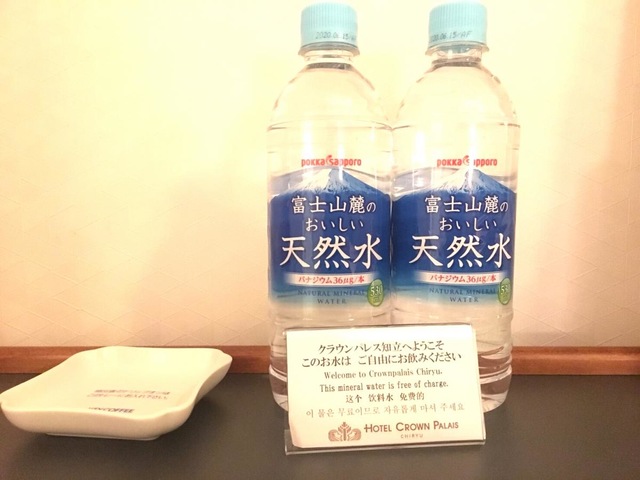 2020.06.15/HF
POKKA Sapporo
富士山麓の
おいしい
天然水
バナジウム36μg/本
NATURAL MINERAL
WATER
POKKA Sapporo
富士山麓の
おいしい
天然水
バナジウム36μg/本
NATURAL MINERAL
WATER
クラウンパレス知立へようこそ
このお水は ご自由にお飲みください
Welcome to Crownpalais Chiryu.
This mineral water is free of charge.
这个 饮料水 免费的
이 물은 무료이므로 자유롭게 마셔 주세요
HOTEL CROWN PALAIS
CHIRYU